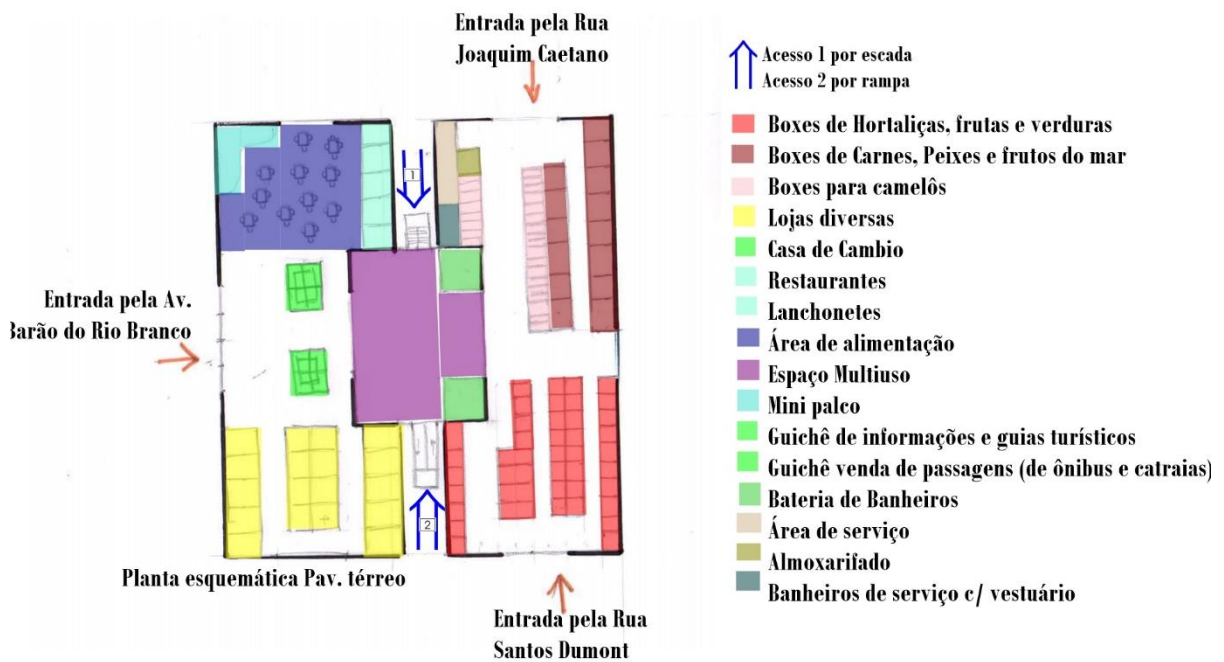 Entrada pela Rua
Joaquim Caetano
Acesso 1 por escada
Acesso 2 por rampa
Boxes de Hortaliças, frutas e verduras
Boxes de Carnes, Peixes e frutos do mar
Boxes para camelôs
Lojas diversas
Casa de Cambio
Restaurantes
Lanchonetes
Área de alimentação
Espaço Multiuso
Mini palco
Guichê de informações e guias turísticos
Guichê venda de passagens (de ônibus e catraias)
Bateria de Banheiros
Área de serviço
Almoxarifado
Banheiros de serviço c/ vestuário
1
Entrada pela Av.
Barão do Rio Branco
2
Planta esquemática Pav. térreo
Entrada pela Rua
Santos Dumont